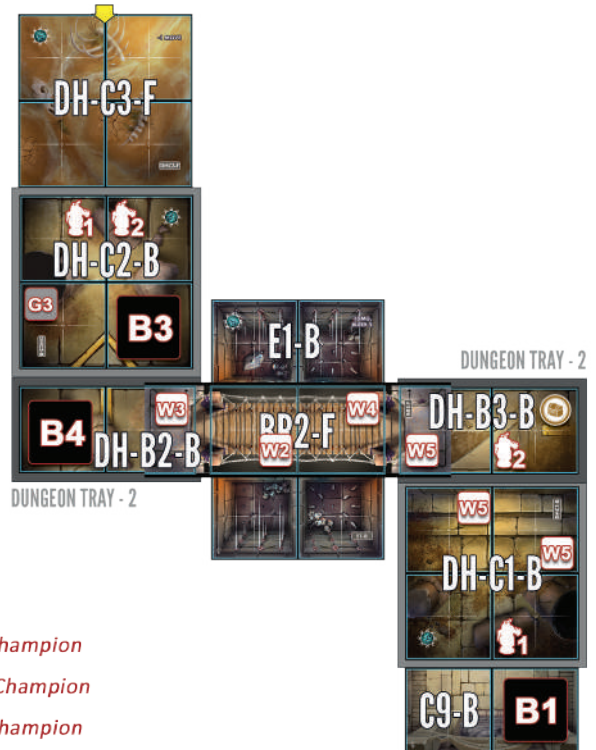 DH-C3-F
1 2
DH-C2-B
G3 B3
E1-B
DUNGEON TRAY - 2
B4 W3 W4 W5
DH-B2-B BR2-F DH-B3-B
W2 2
DUNGEON TRAY - 2
W5
W5
DH-C1-B
1
C9-B B1
hampion
Champion
hampion